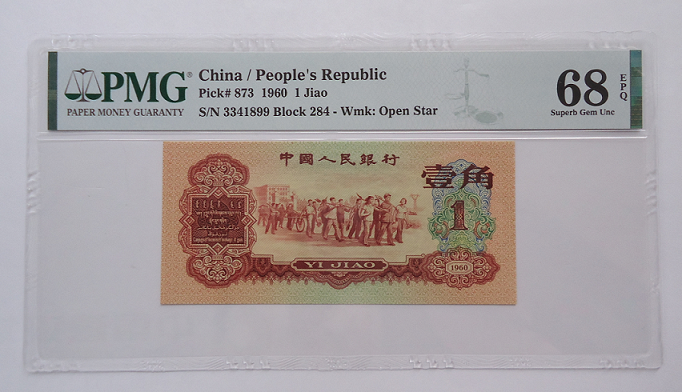 PMG®
PAPER MONEY GUARANTY
China / People's Republic
Pick# 873 1960 1 Jiao
S/N 3341899 Block 284 - Wmk: Open Star
68
EPQ
Superb Gem Unc
中國人民銀行
壹角
1
YI JIAO
1960